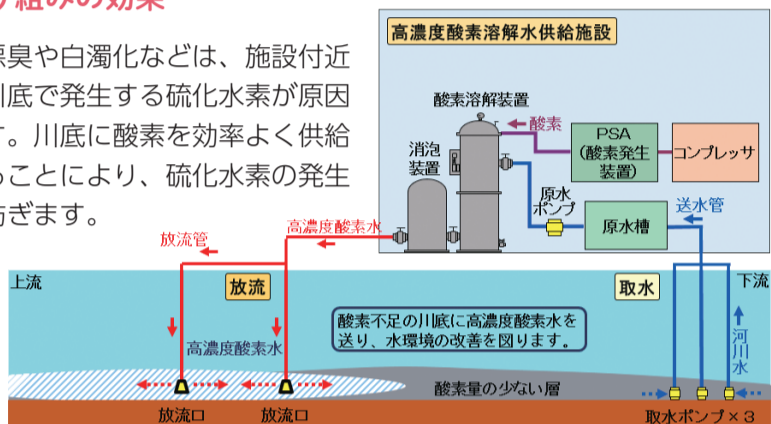 り組みの効果
悪臭や白濁化などは、施設付近
川底で発生する硫化水素が原因
す。川底に酸素を効率よく供給
ることにより、硫化水素の発生
防ぎます。
高濃度酸素溶解水供給施設
酸素溶解装置
酸素
PSA
(酸素発生
装置)
コンプレッサ
消泡
装置
原水
ポンプ
原水槽
送水管
高濃度酸素水
放流管
上流
放流
取水
下流
酸素不足の川底に高濃度酸素水を
送り、水環境の改善を図ります。
高濃度酸素水
河川水
酸素量の少ない層
放流口
放流口
取水ポンプ×3